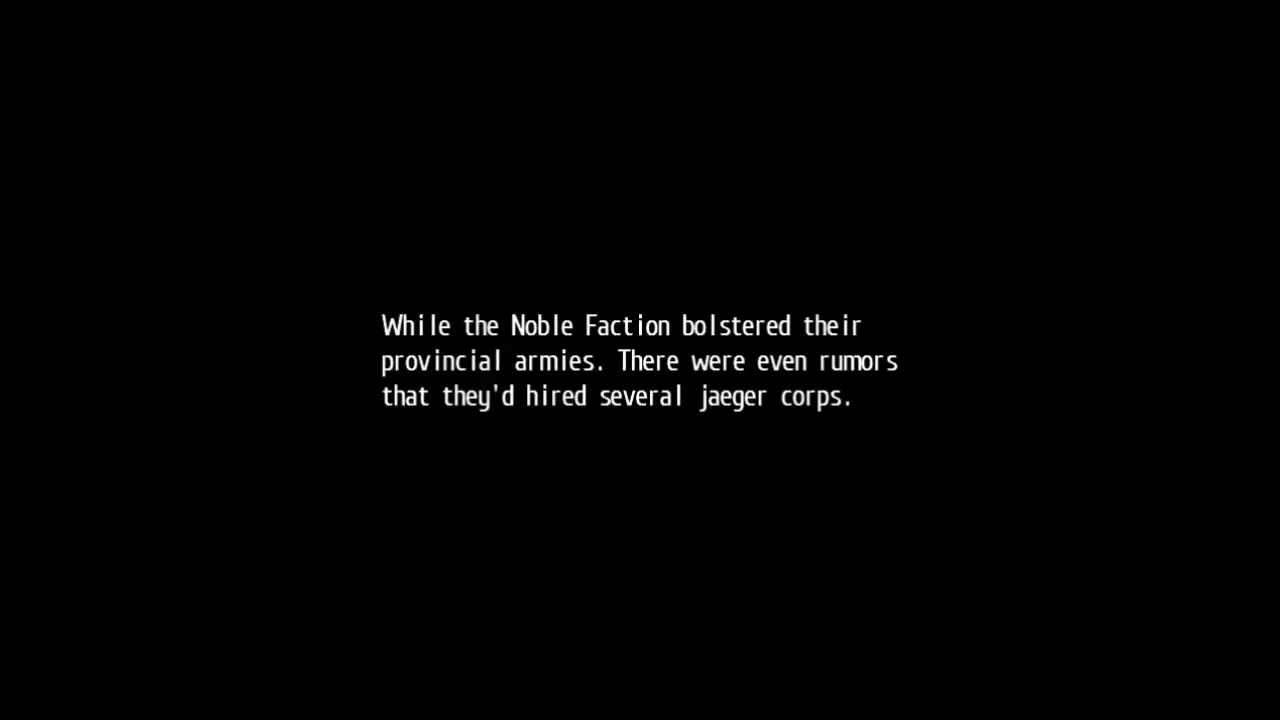 While the Noble Faction bolstered their
provincial armies. There were even rumors
that they'd hired several jaeger corps.